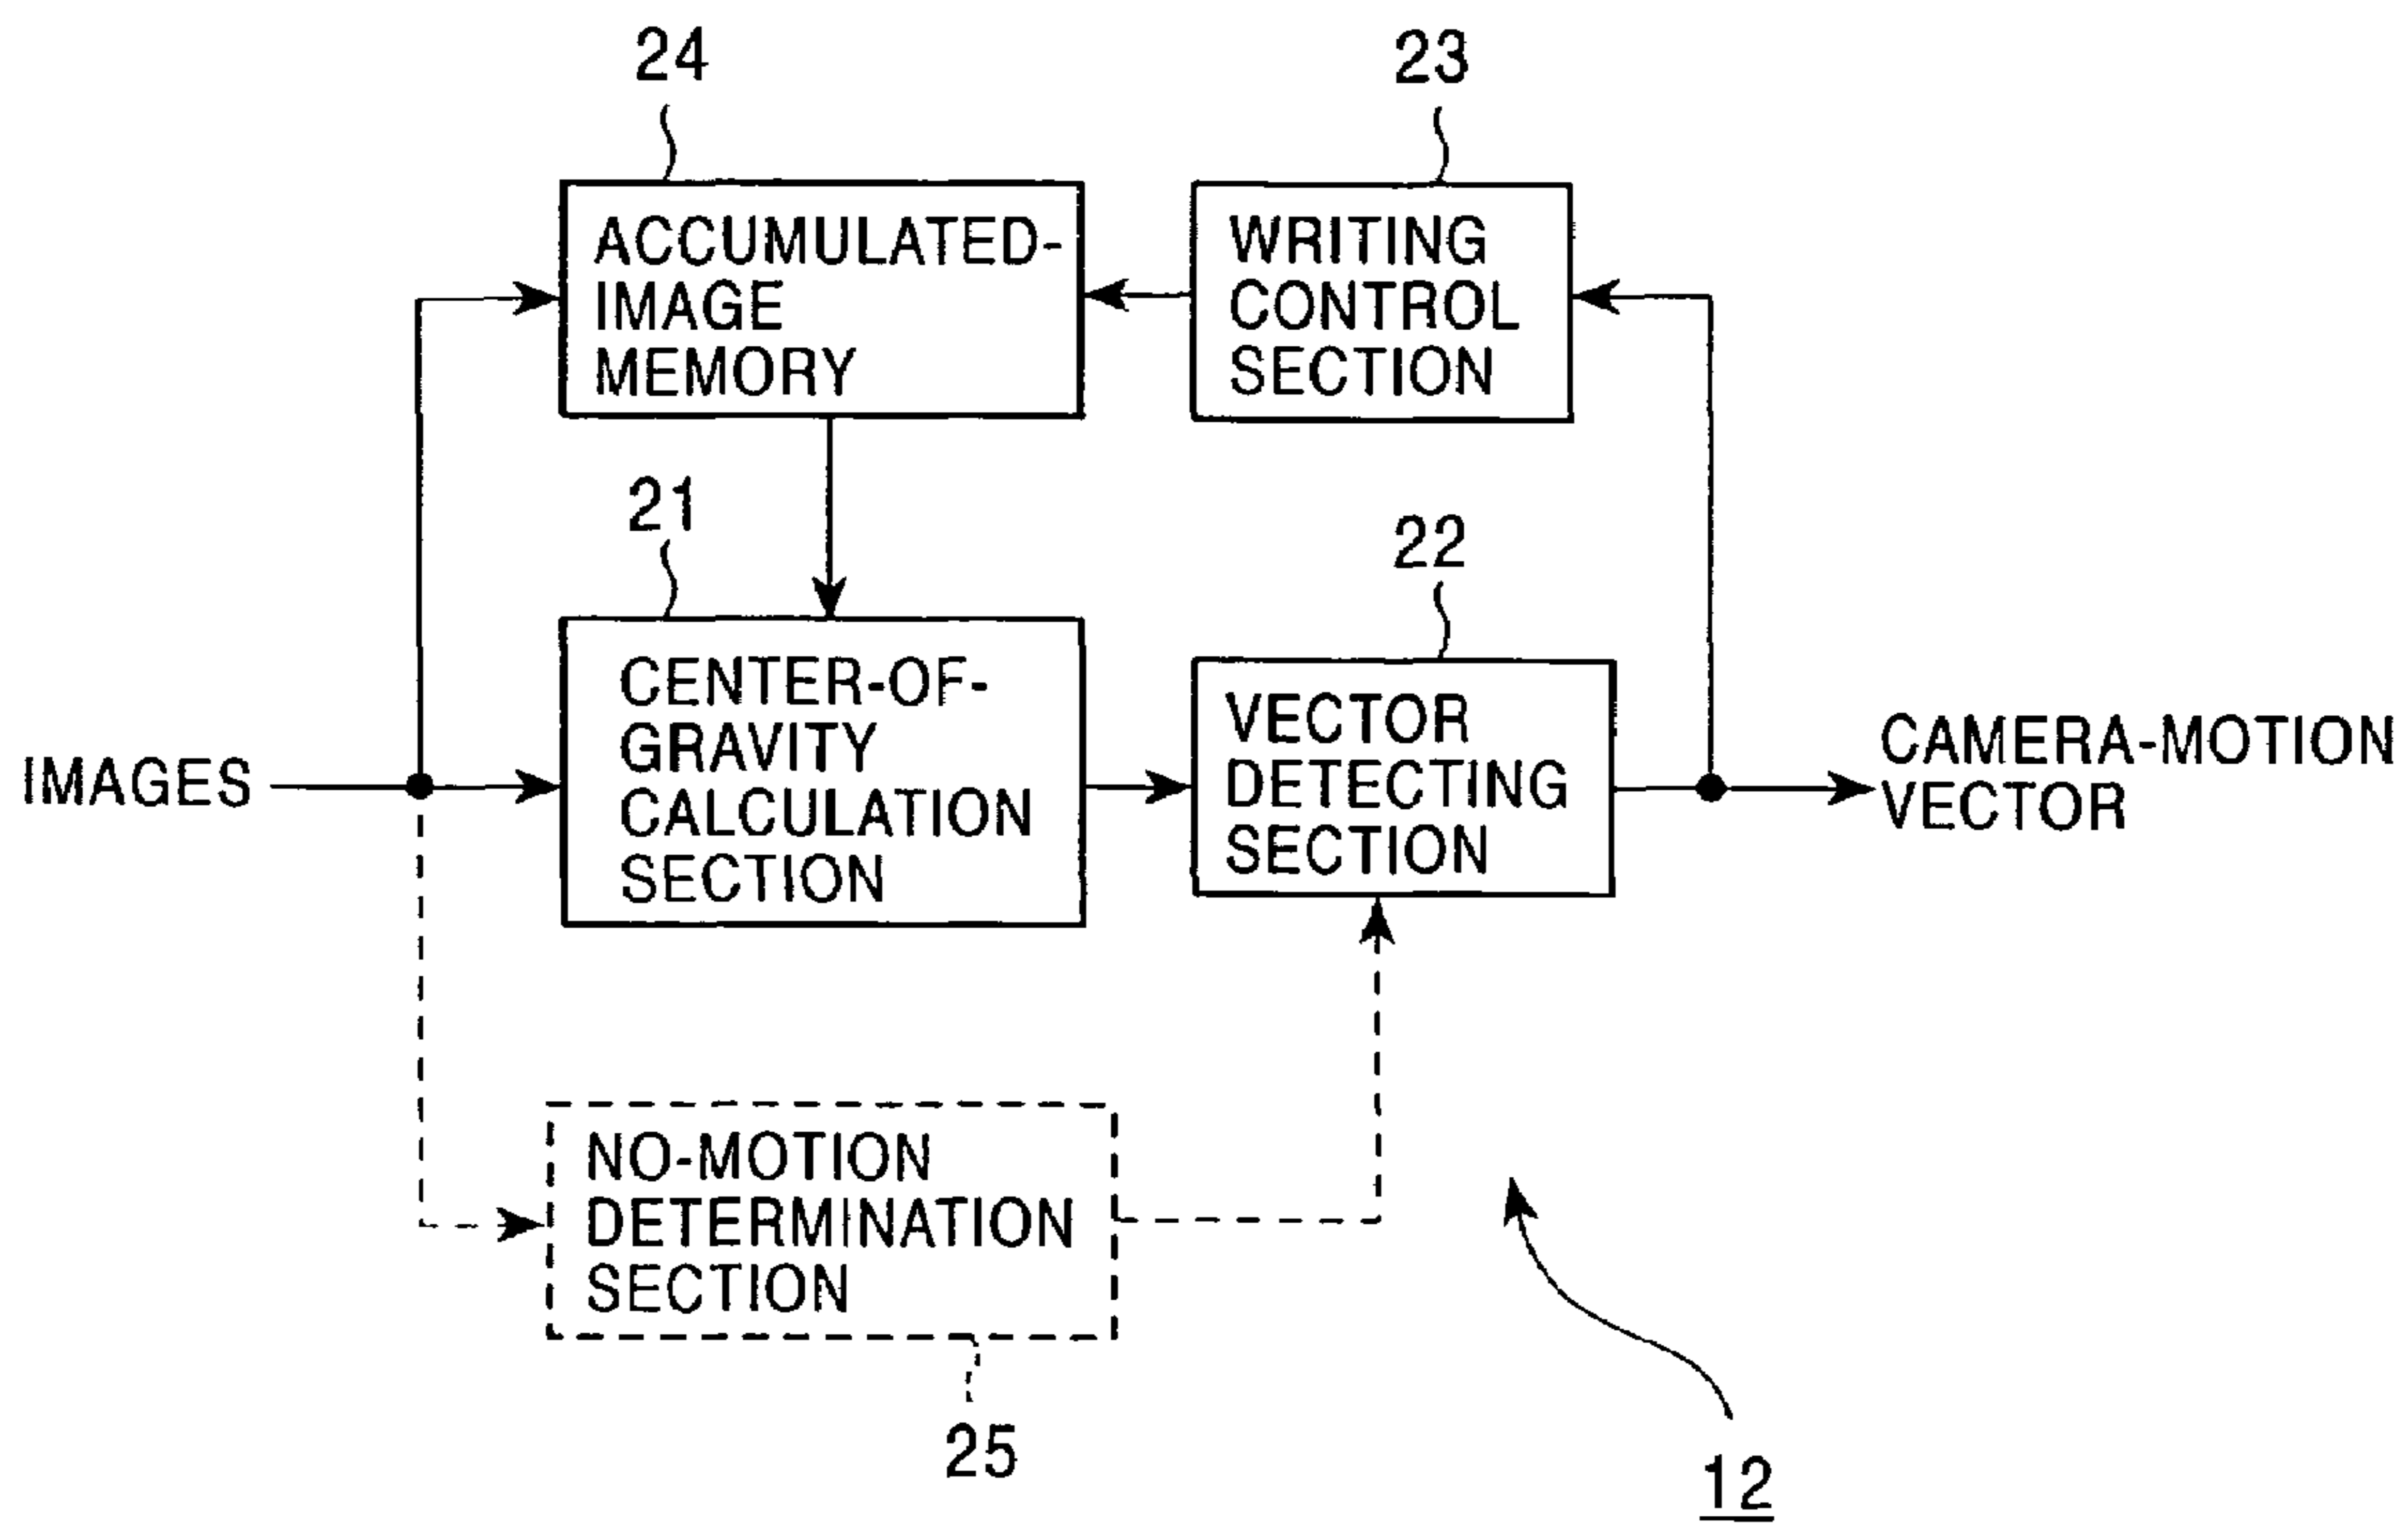 24
23
ACCUMULATED-
IMAGE
MEMORY
WRITING
CONTROL
SECTION
21
22
CENTER-OF-
GRAVITY
CALCULATION
SECTION
VECTOR
DETECTING
SECTION
IMAGES
CAMERA-MOTION
VECTOR
NO-MOTION
DETERMINATION
SECTION
25
12